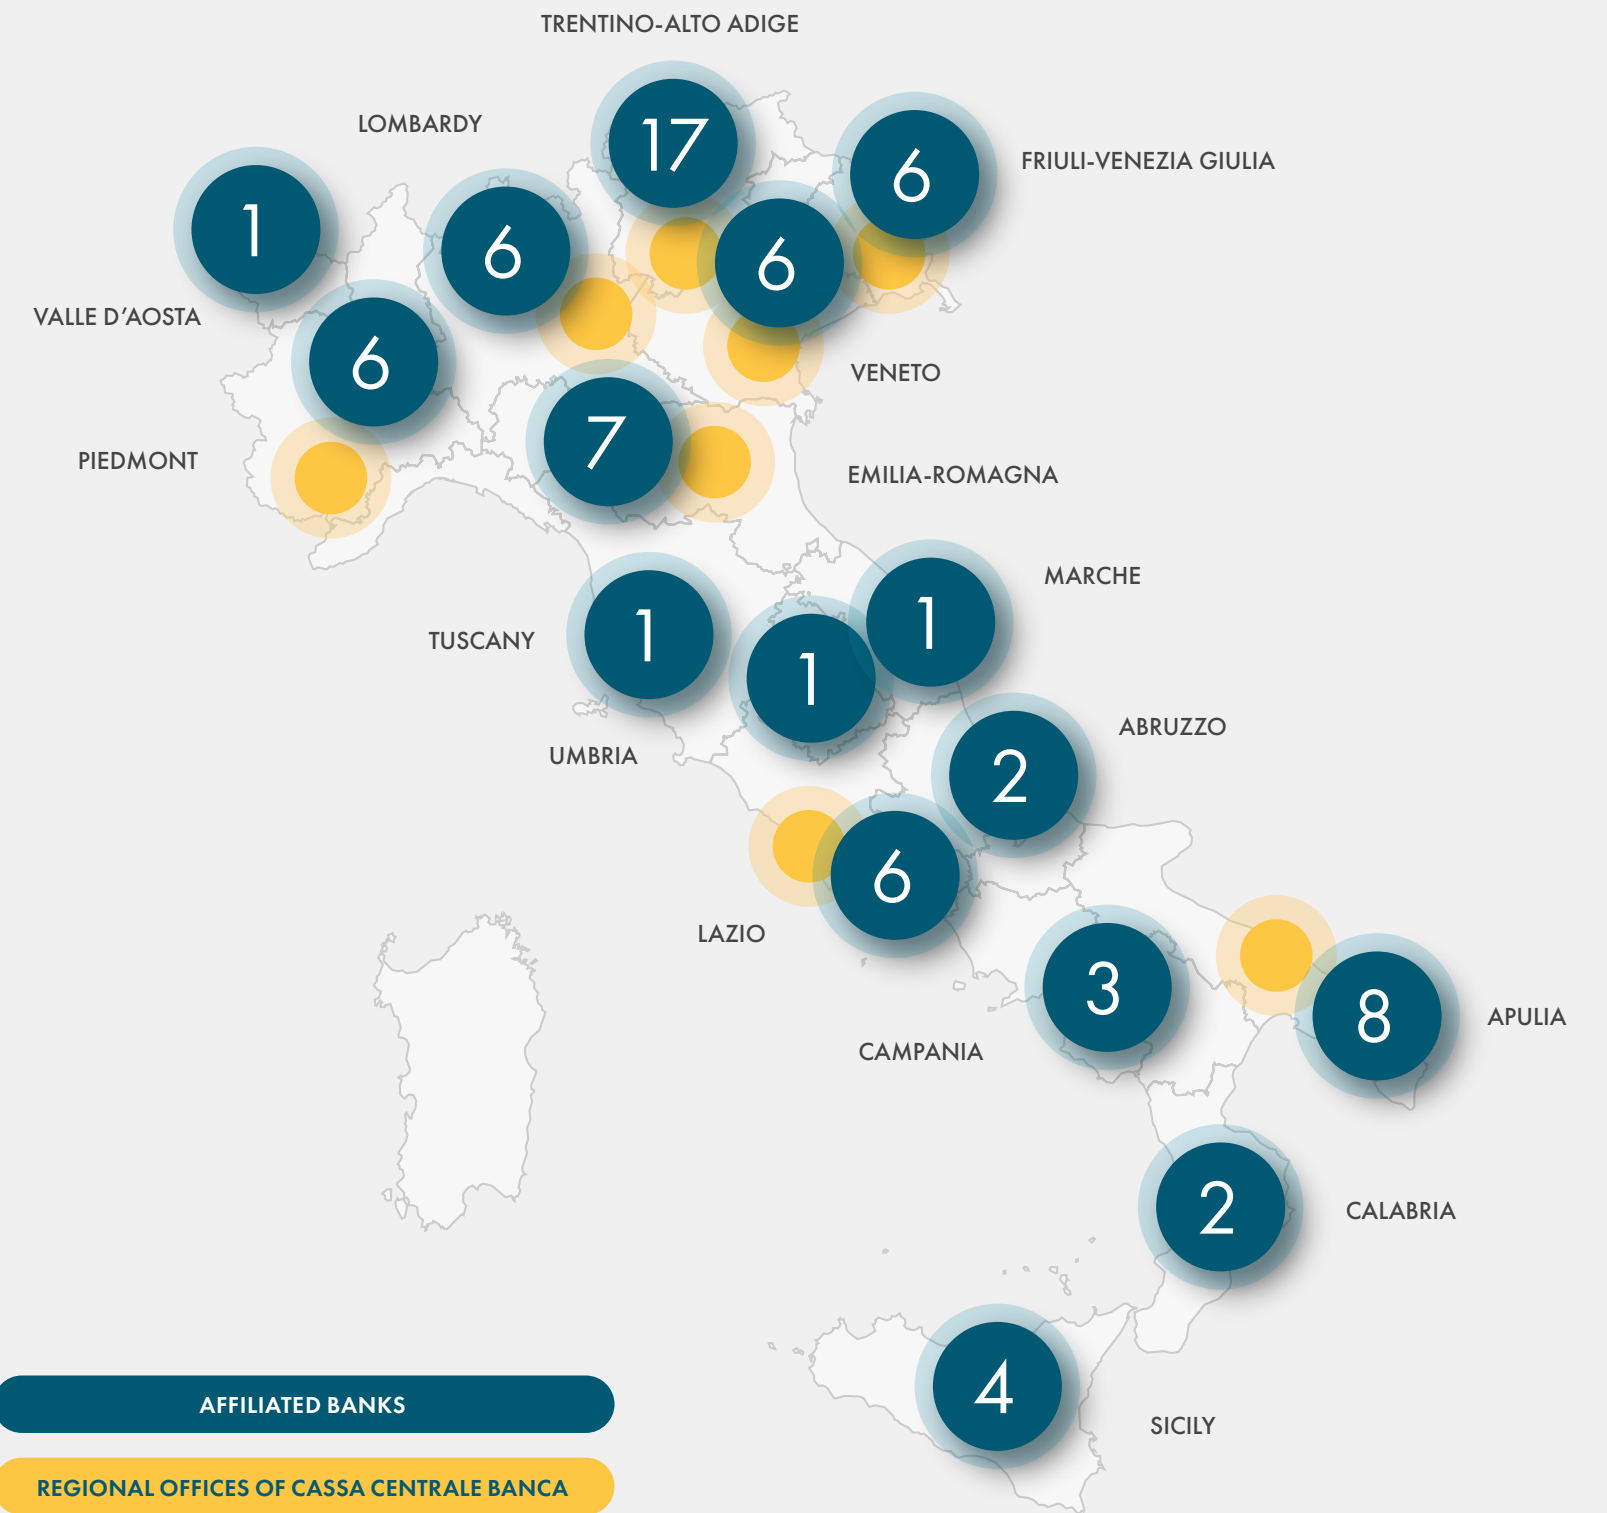 TRENTINO-ALTO ADIGE
LOMBARDY
17
6
FRIULI-VENEZIA GIULIA
1
6
6
VALLE D’AOSTA
6
VENETO
7
PIEDMONT
EMILIA-ROMAGNA
MARCHE
1
TUSCANY
1
1
ABRUZZO
UMBRIA
2
6
LAZIO
3
8
APULIA
CAMPANIA
2
CALABRIA
4
SICILY
AFFILIATED BANKS
REGIONAL OFFICES OF CASSA CENTRALE BANCA